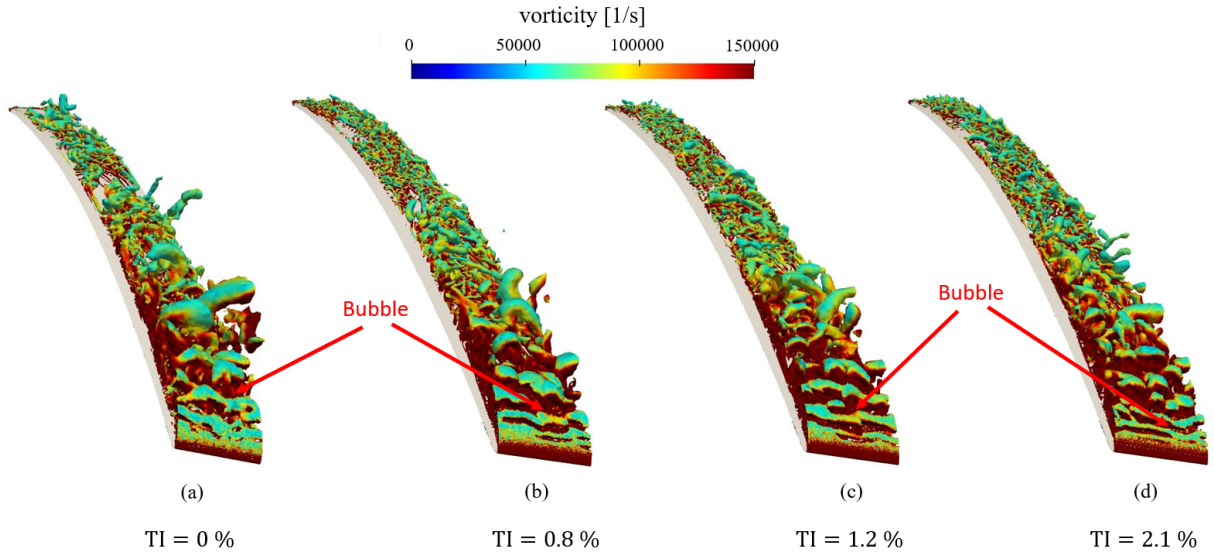 vorticity [1/s]
0 50000 100000 150000
Bubble
Bubble
(a) (b) (c) (d)
TI = 0 % TI = 0.8 % TI = 1.2 % TI = 2.1 %